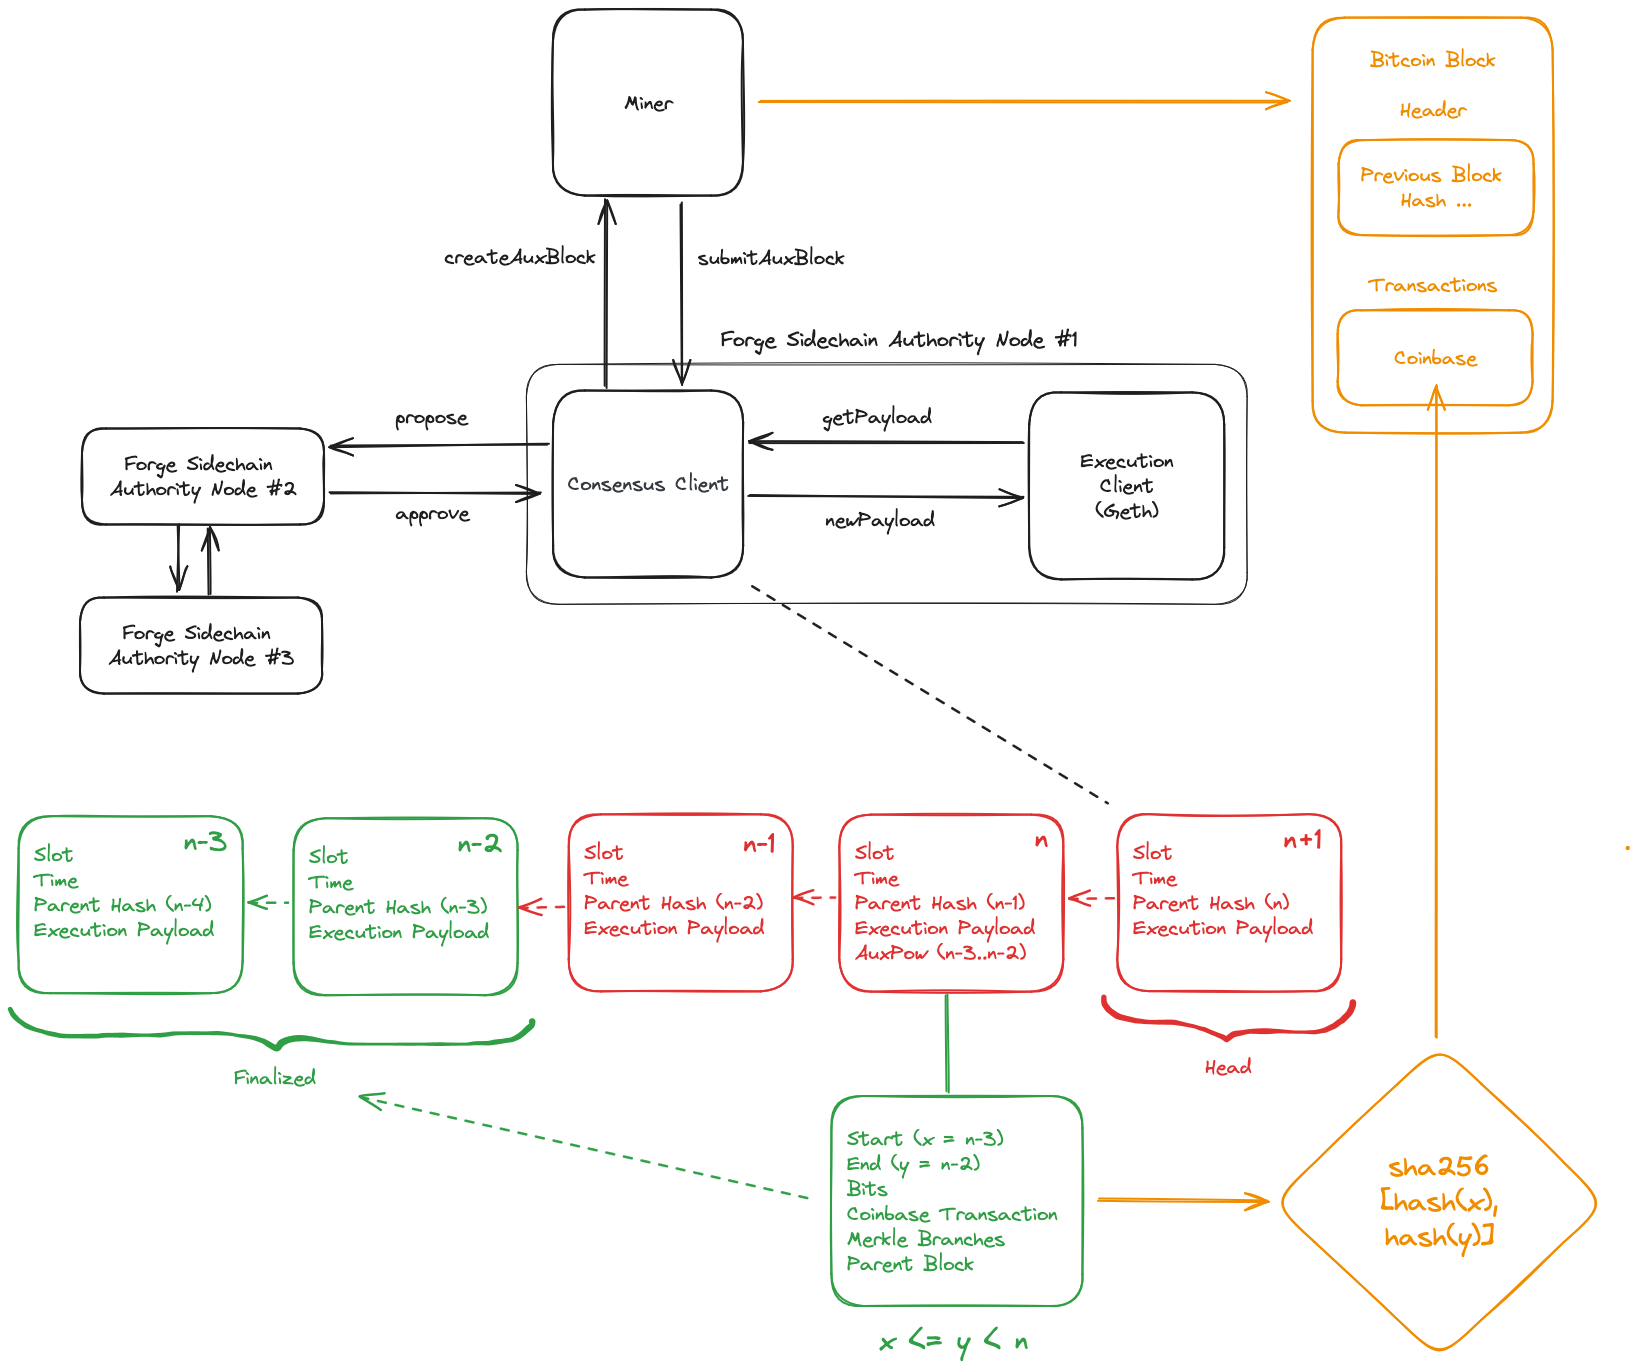 Miner
Bitcoin Block
Header
Previous Block
Hash ...
Transactions
Coinbase
createAuxBlock
submitAuxBlock
Forge Sidechain Authority Node #1
propose
approve
Forge Sidechain
Authority Node #2
Forge Sidechain
Authority Node #3
Consensus Client
getPayload
newPayload
Execution
Client
(Geth)
n-3
Slot
Time
Parent Hash (n-4)
Execution Payload
n-2
Slot
Time
Parent Hash (n-3)
Execution Payload
n-1
Slot
Time
Parent Hash (n-2)
Execution Payload
n
Slot
Time
Parent Hash (n-1)
Execution Payload
AuxPow (n-3..n-2)
n+1
Slot
Time
Parent Hash (n)
Execution Payload
Finalized
Head
Start (x = n-3)
End (y = n-2)
Bits
Coinbase Transaction
Merkle Branches
Parent Block
x <= y < n
sha256
[hash(x),
hash(y)]